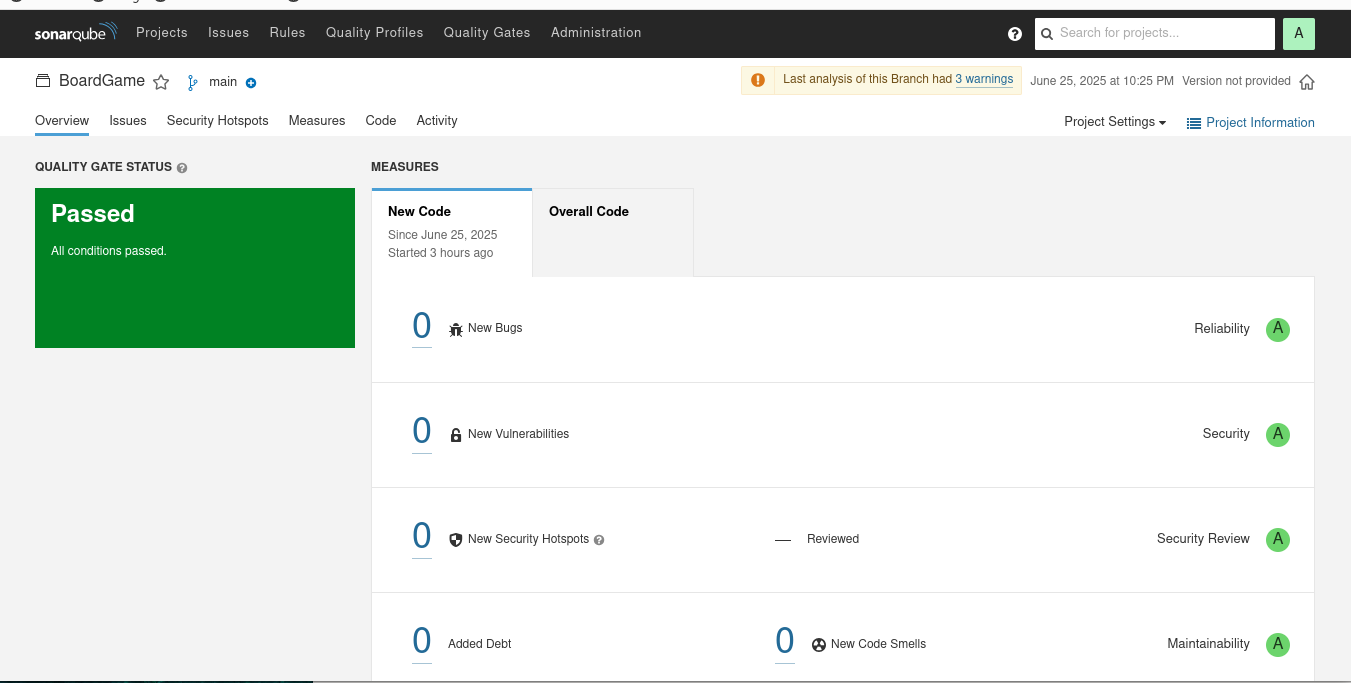 sonarqube Projects Issues Rules Quality Profiles Quality Gates Administration ? Search for projects... A
BoardGame main Last analysis of this Branch had 3 warnings June 25, 2025 at 10:25 PM Version not provided
Overview Issues Security Hotspots Measures Code Activity Project Settings Project Information
QUALITY GATE STATUS ?
Passed
All conditions passed.
MEASURES
New Code
Since June 25, 2025
Started 3 hours ago
Overall Code
0 New Bugs Reliability A
0 New Vulnerabilities Security A
0 New Security Hotspots ? — Reviewed Security Review A
0 Added Debt 0 New Code Smells Maintainability A